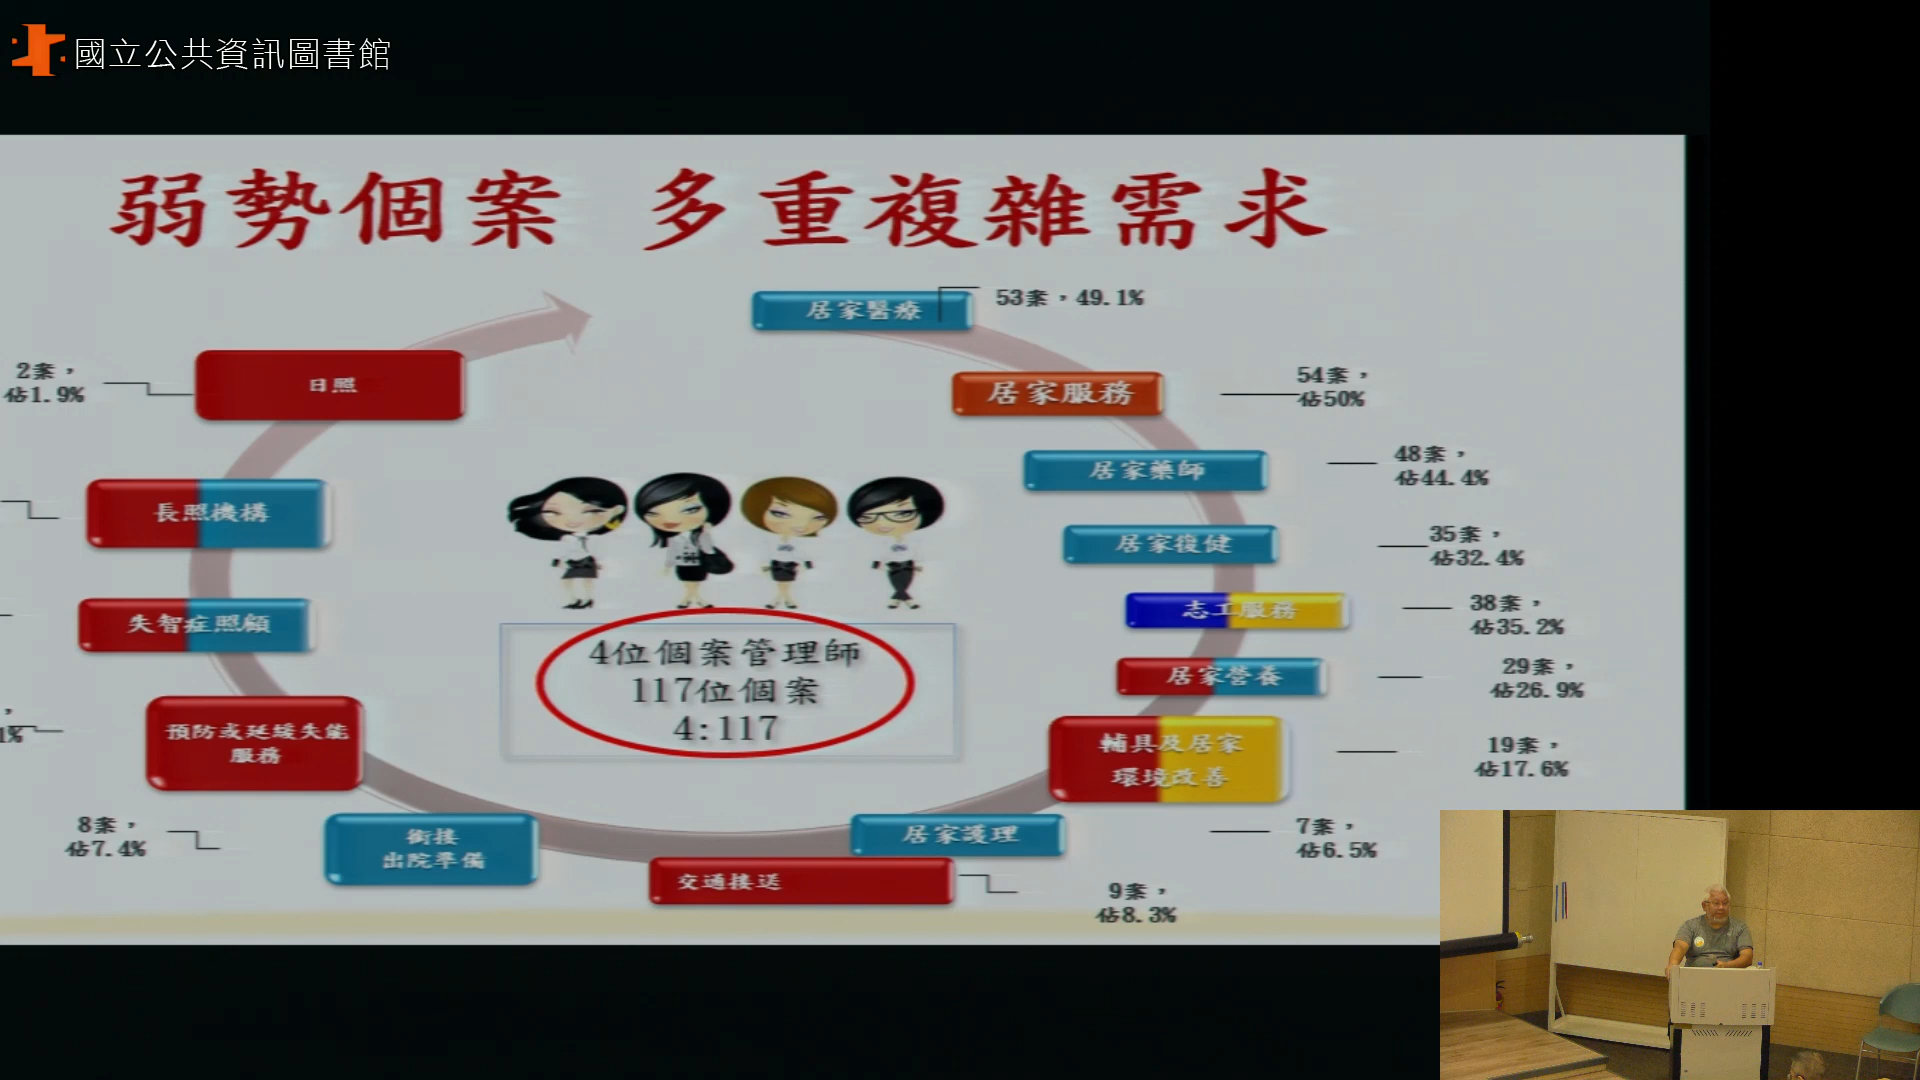 國立公共資訊圖書館
弱勢個案 多重複雜需求
居家醫療
53案,49.1%
居家服務
54案,
佔50%
居家藥師
48案,
佔44.4%
居家復健
35案,
佔32.4%
志工服務
38案,
佔35.2%
居家營養
29案,
佔26.9%
輔具及居家
環境改善
19案,
佔17.6%
居家護理
7案,
佔6.5%
交通接送
9案,
佔8.3%
銜接
出院準備
8案,
佔7.4%
預防或延緩失能
服務
失智症照顧
長照機構
日照
2案,
佔1.9%
4位個案管理師
117位個案
4:117